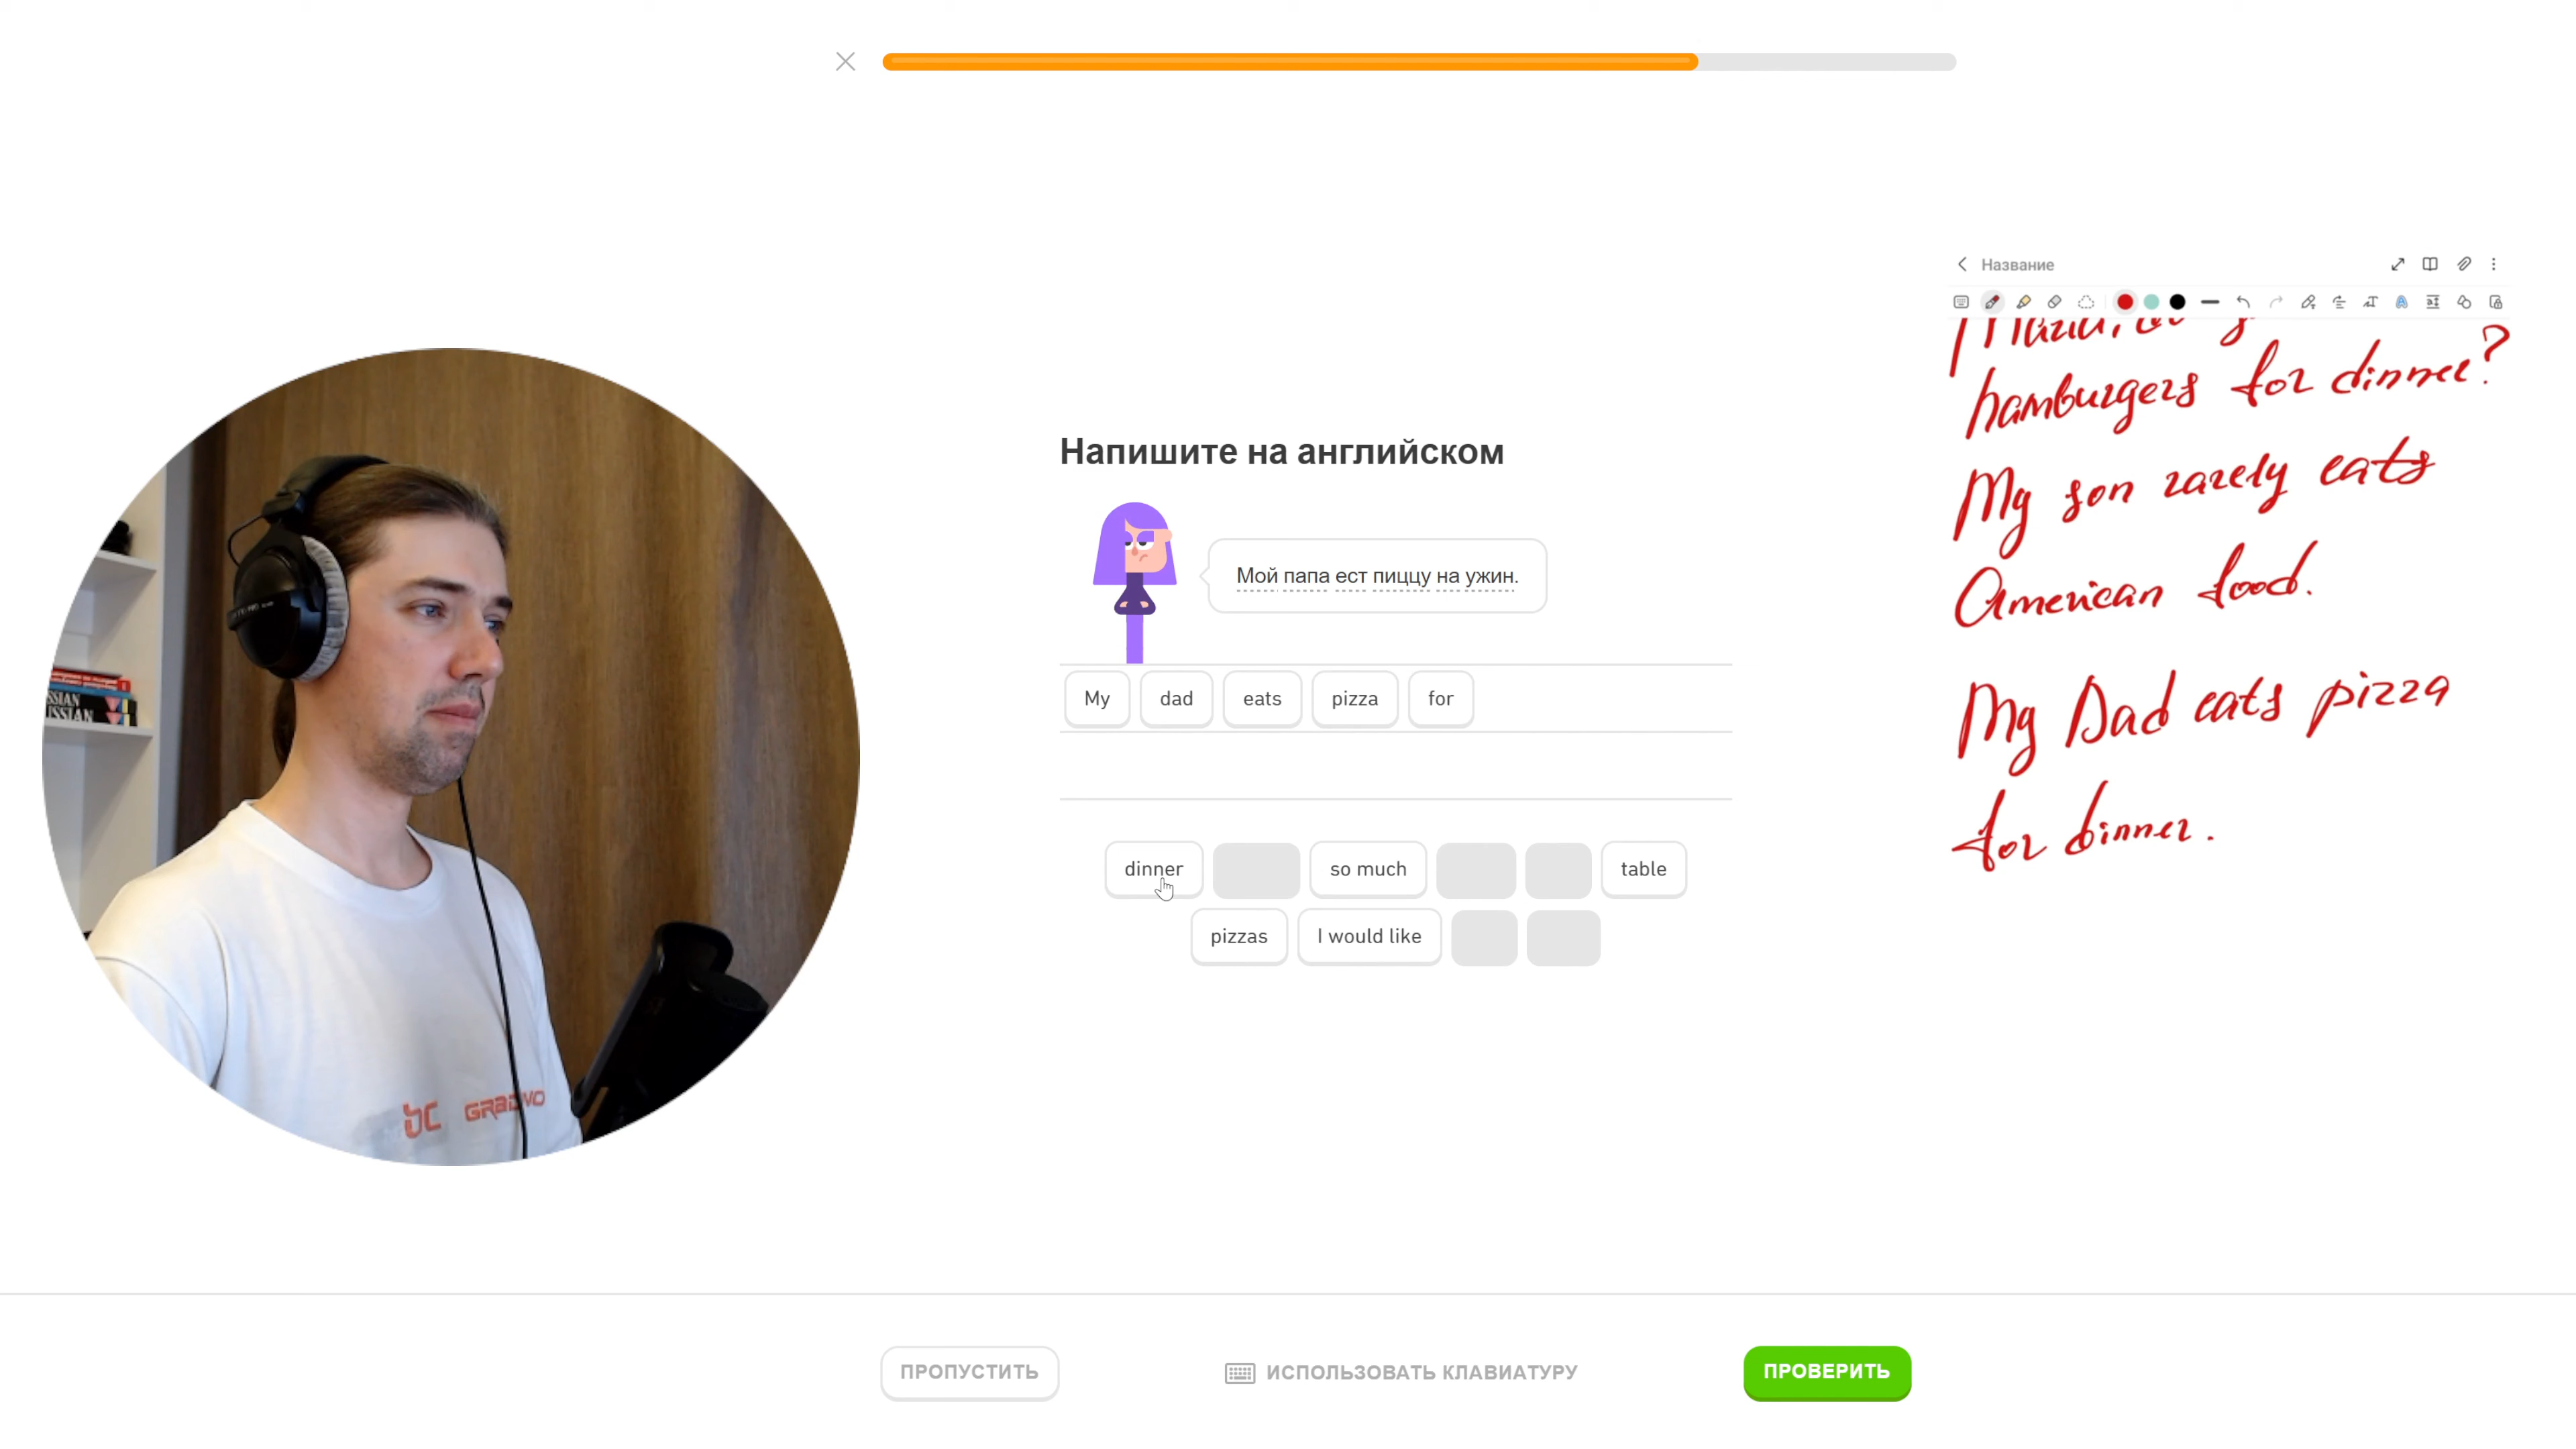 Название
hamburgers for dinner?
My son rarely eats
American food.
My Dad eats pizza
for dinner.
Напишите на английском
Мой папа ест пиццу на ужин.
My dad eats pizza for
dinner so much table
pizzas I would like
ПРОПУСТИТЬ ИСПОЛЬЗОВАТЬ КЛАВИАТУРУ ПРОВЕРИТЬ